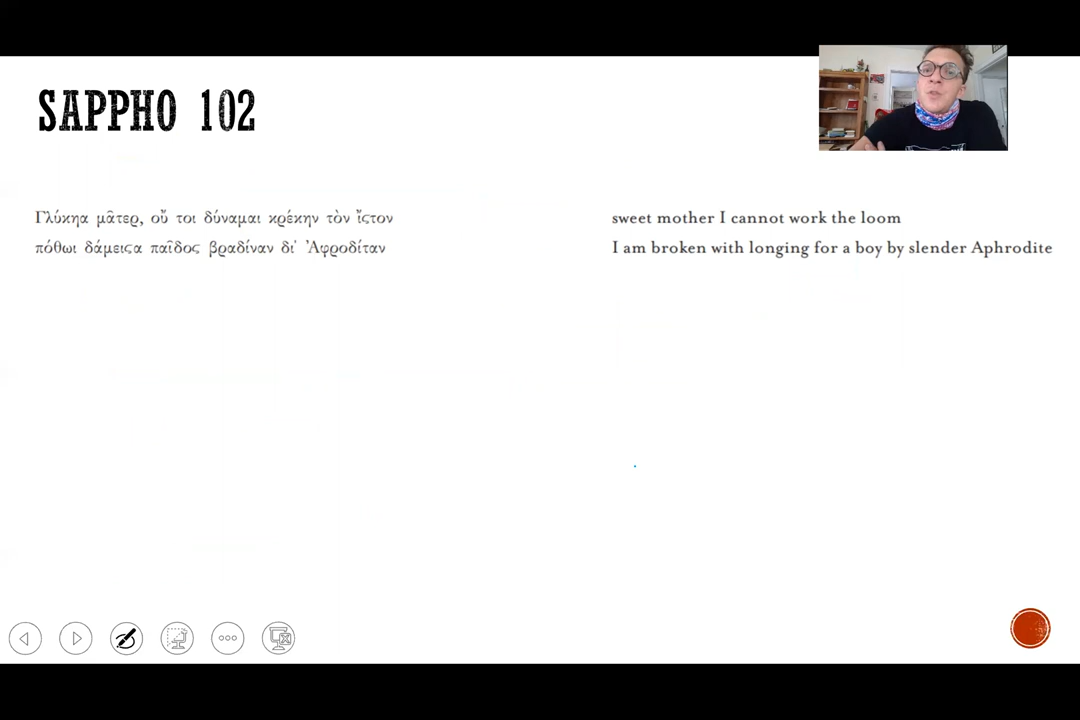 SAPPHO 102
Γλύκηα μᾶτερ, οὔ τοι δύναμαι κρέκην τὸν ἴϲτον
πόθωι δάμειϲα παῖδος βραδίναν δι' Ἀφροδίταν
sweet mother I cannot work the loom
I am broken with longing for a boy by slender Aphrodite